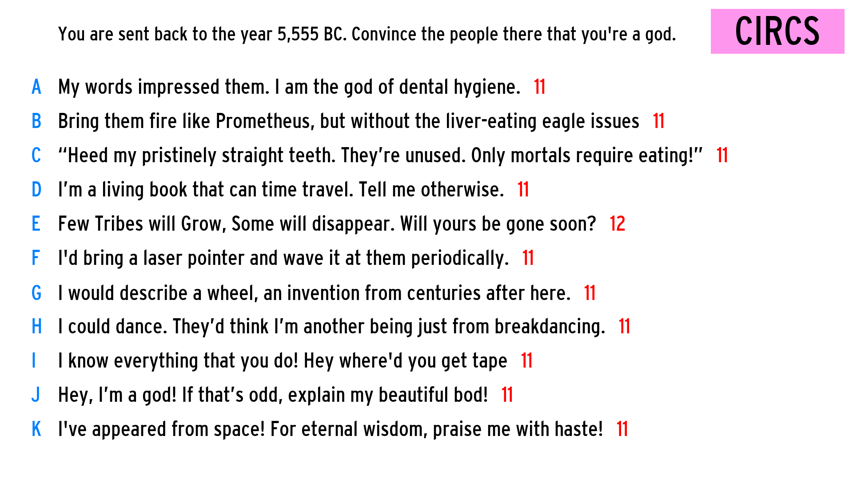 You are sent back to the year 5,555 BC. Convince the people there that you're a god.
CIRCS
A My words impressed them. I am the god of dental hygiene. 11
B Bring them fire like Prometheus, but without the liver-eating eagle issues 11
C “Heed my pristinely straight teeth. They’re unused. Only mortals require eating!” 11
D I’m a living book that can time travel. Tell me otherwise. 11
E Few Tribes will Grow, Some will disappear. Will yours be gone soon? 12
F I'd bring a laser pointer and wave it at them periodically. 11
G I would describe a wheel, an invention from centuries after here. 11
H I could dance. They’d think I’m another being just from breakdancing. 11
I I know everything that you do! Hey where'd you get tape 11
J Hey, I’m a god! If that’s odd, explain my beautiful bod! 11
K I've appeared from space! For eternal wisdom, praise me with haste! 11